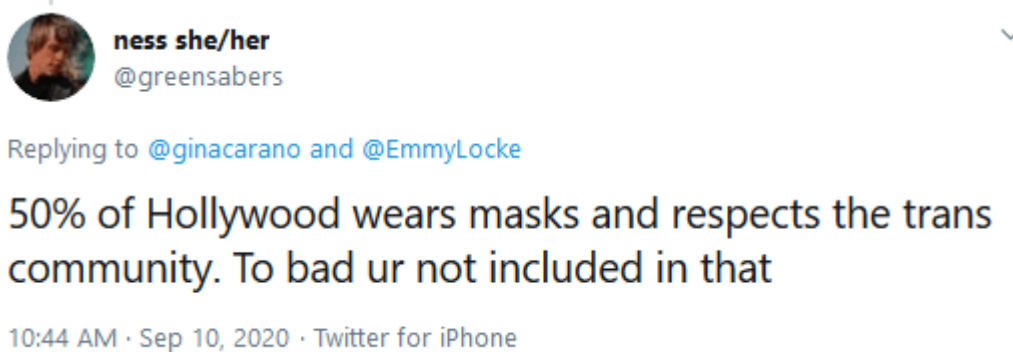 ness she/her
@greensabers
Replying to @ginacarano and @EmmyLocke
50% of Hollywood wears masks and respects the trans
community. To bad ur not included in that
10:44 AM · Sep 10, 2020 · Twitter for iPhone